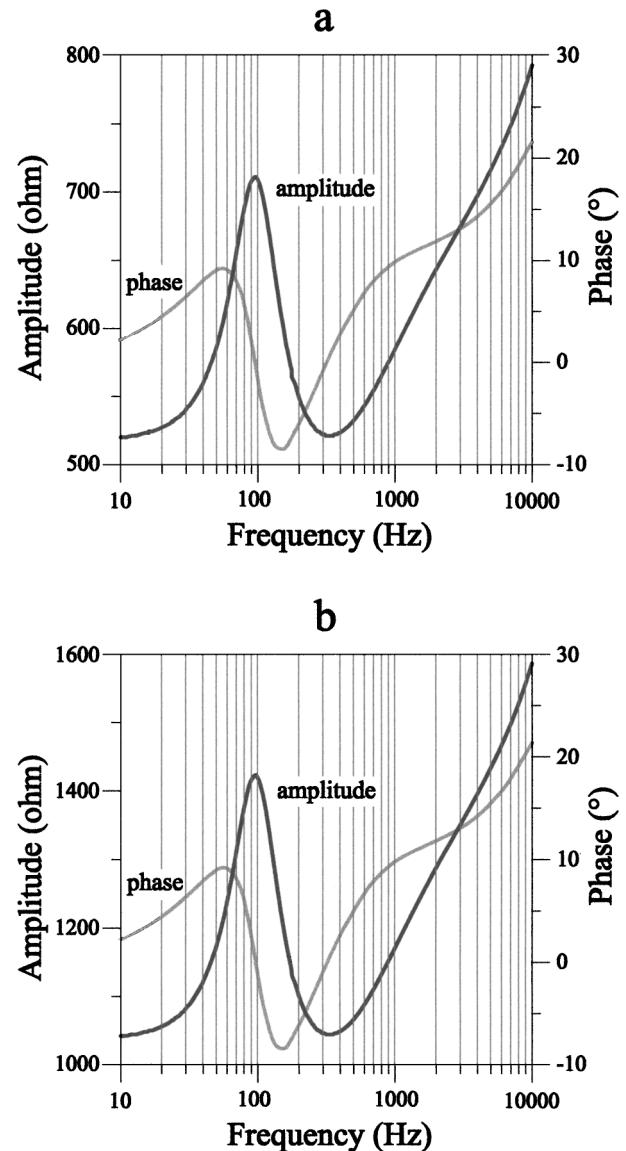 a
800
700
600
500
Amplitude (ohm)
amplitude
phase
30
20
10
0
-10
Phase (°)
10
100
1000
10000
Frequency (Hz)
b
1600
1400
1200
1000
Amplitude (ohm)
amplitude
phase
30
20
10
0
-10
Phase (°)
10
100
1000
10000
Frequency (Hz)